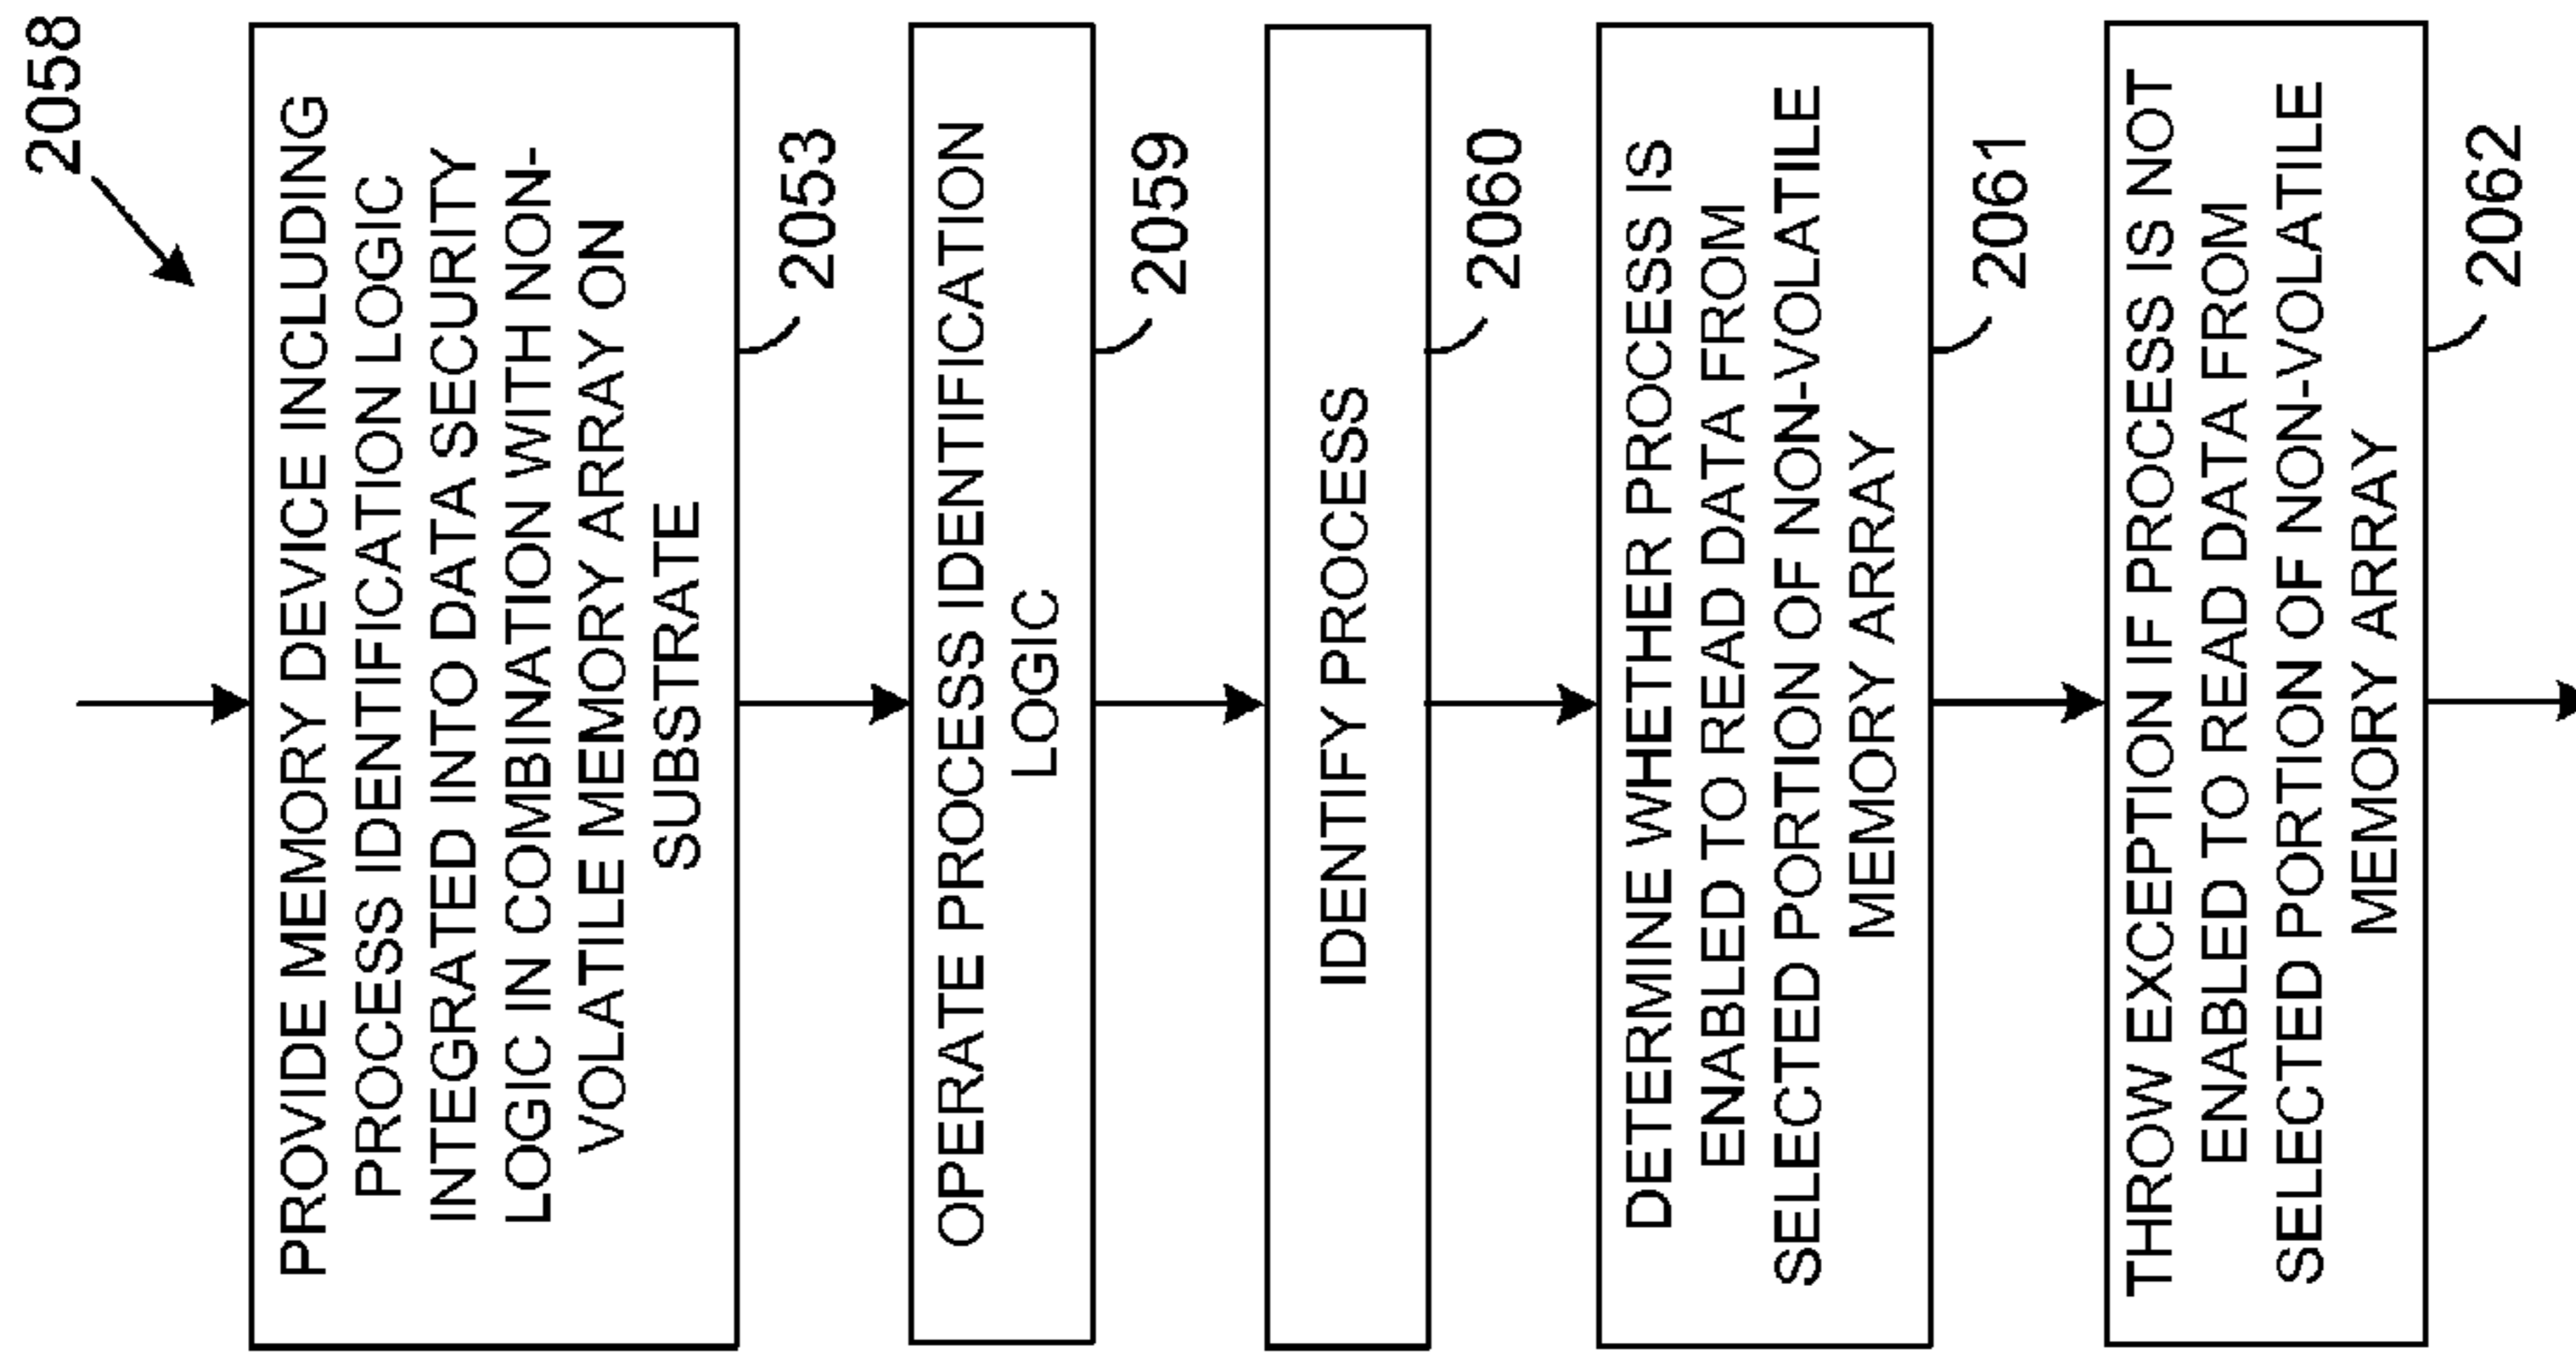 2058
PROVIDE MEMORY DEVICE INCLUDING
PROCESS IDENTIFICATION LOGIC
INTEGRATED INTO DATA SECURITY
LOGIC IN COMBINATION WITH NON-
VOLATILE MEMORY ARRAY ON
SUBSTRATE
2053
OPERATE PROCESS IDENTIFICATION
LOGIC
2059
IDENTIFY PROCESS
2060
DETERMINE WHETHER PROCESS IS
ENABLED TO READ DATA FROM
SELECTED PORTION OF NON-VOLATILE
MEMORY ARRAY
2061
THROW EXCEPTION IF PROCESS IS NOT
ENABLED TO READ DATA FROM
SELECTED PORTION OF NON-VOLATILE
MEMORY ARRAY
2062